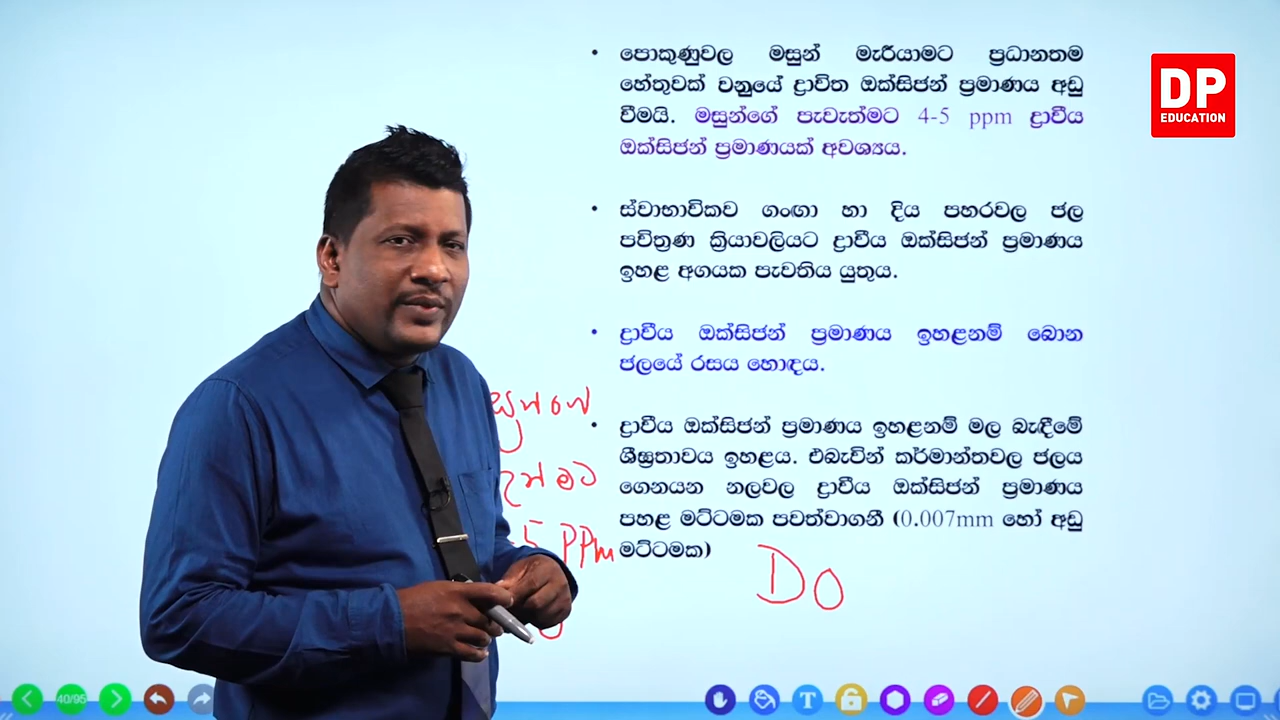 • පොකුණුවල මසුන් මැරීයාමට ප්‍රධානතම
හේතුවක් වනුයේ ද්‍රාවිත ඔක්සිජන් ප්‍රමාණය අඩු
වීමයි. මසුන්ගේ පැවැත්මට 4-5 ppm ද්‍රාවීය
ඔක්සිජන් ප්‍රමාණයක් අවශ්‍යය.
• ස්වාභාවිකව ගංඟා හා දිය පහරවල ජල
පවිත්‍රණ ක්‍රියාවලියට ද්‍රාවීය ඔක්සිජන් ප්‍රමාණය
ඉහළ අගයක පැවතිය යුතුය.
• ද්‍රාවීය ඔක්සිජන් ප්‍රමාණය ඉහළනම් බොන
ජලයේ රසය හොඳය.
• ද්‍රාවීය ඔක්සිජන් ප්‍රමාණය ඉහළනම් මල බැඳීමේ
ශීඝ්‍රතාවය ඉහළය. එබැවින් කර්මාන්තවල ජලය
ගෙනයන නලවල ද්‍රාවීය ඔක්සිජන් ප්‍රමාණය
පහළ මට්ටමක පවත්වාගනී (0.007mm හෝ අඩු
මට්ටමක)
5 ppm
DO
DP
EDUCATION
40/95
T